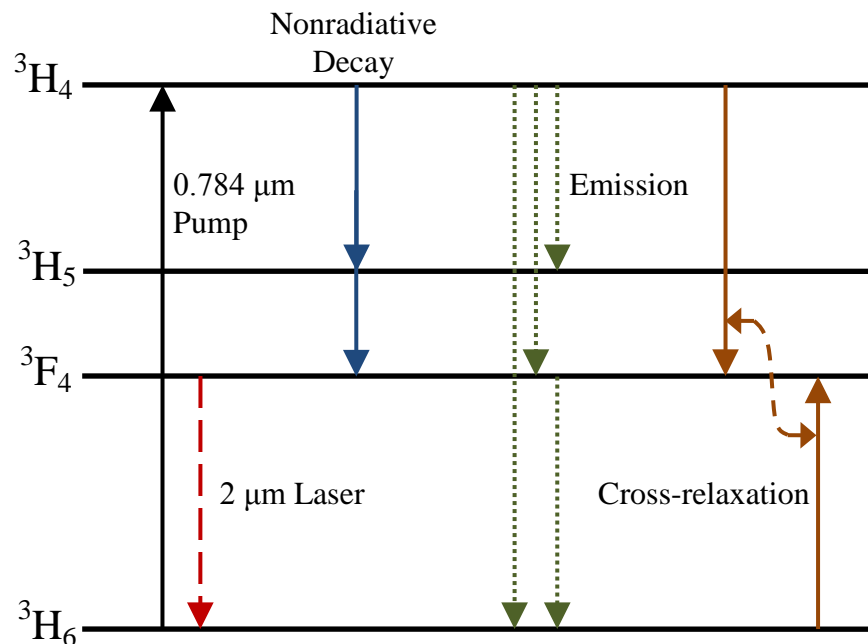 Nonradiative
Decay
³H₄
0.784 μm
Pump
Emission
³H₅
³F₄
2 μm Laser
Cross-relaxation
³H₆